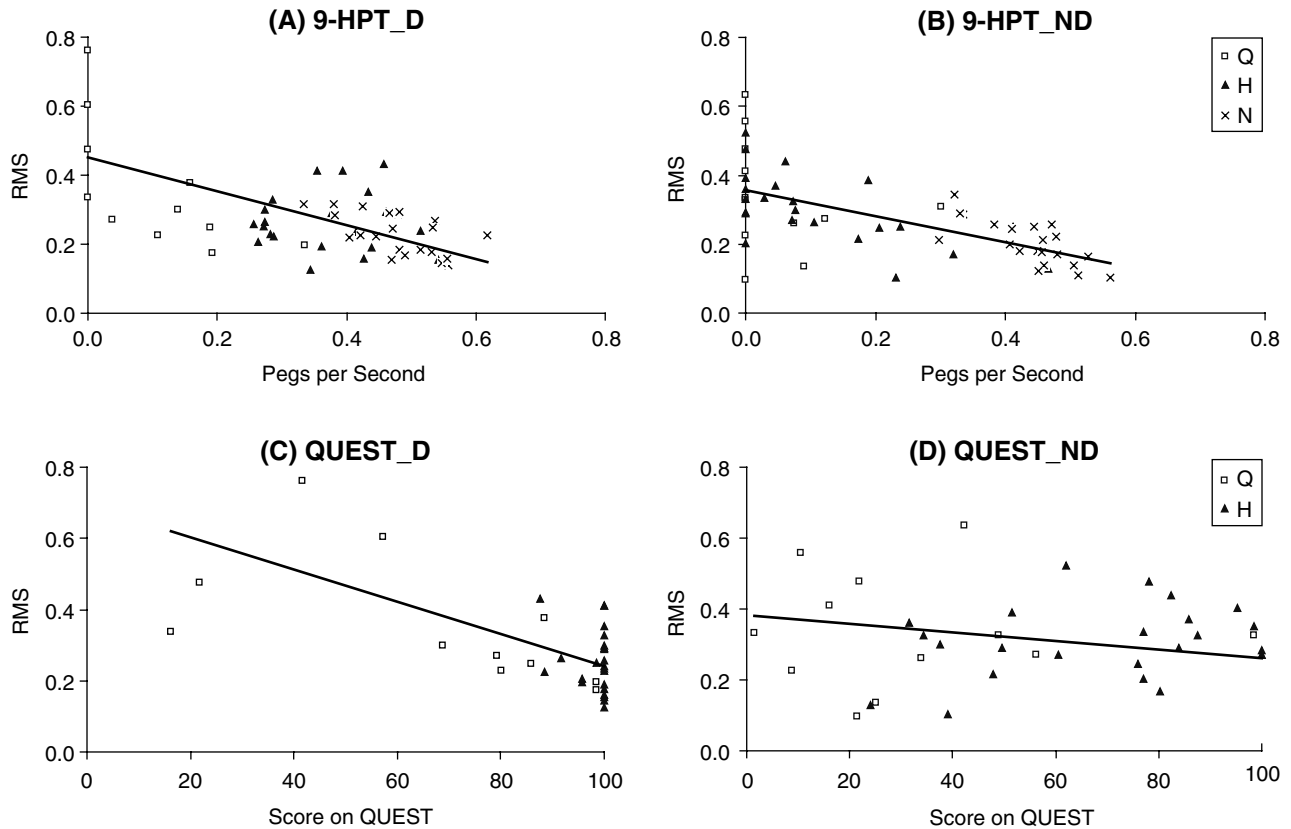 (A) 9-HPT_D
0.8
0.6
0.4
0.2
0.0
RMS
0.0 0.2 0.4 0.6 0.8
Pegs per Second
(B) 9-HPT_ND
0.8
0.6
0.4
0.2
0.0
RMS
0.0 0.2 0.4 0.6 0.8
Pegs per Second
Q
H
N
(C) QUEST_D
0.8
0.6
0.4
0.2
0.0
RMS
0 20 40 60 80 100
Score on QUEST
(D) QUEST_ND
0.8
0.6
0.4
0.2
0.0
RMS
0 20 40 60 80 100
Score on QUEST
Q
H